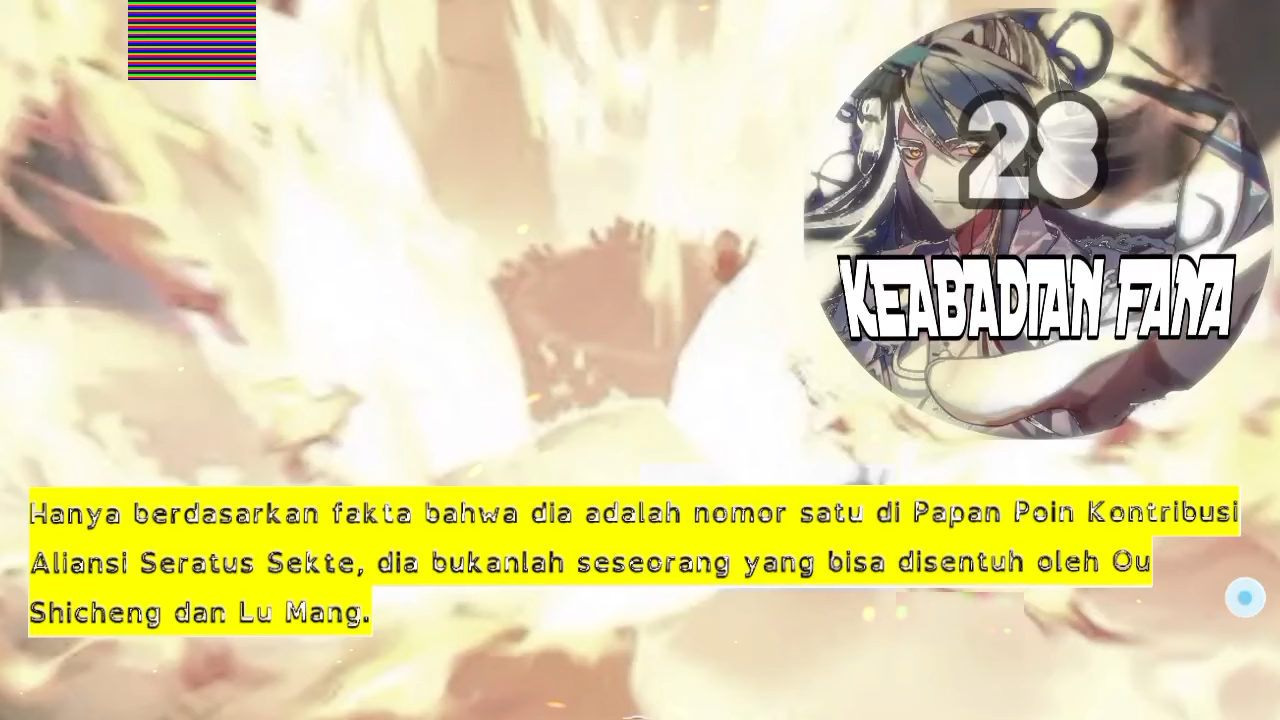 28
KEABADIAN FANA
Hanya berdasarkan fakta bahwa dia adalah nomor satu di Papan Poin Kontribusi
Aliansi Seratus Sekte, dia bukanlah seseorang yang bisa disentuh oleh Ou
Shicheng dan Lu Mang.